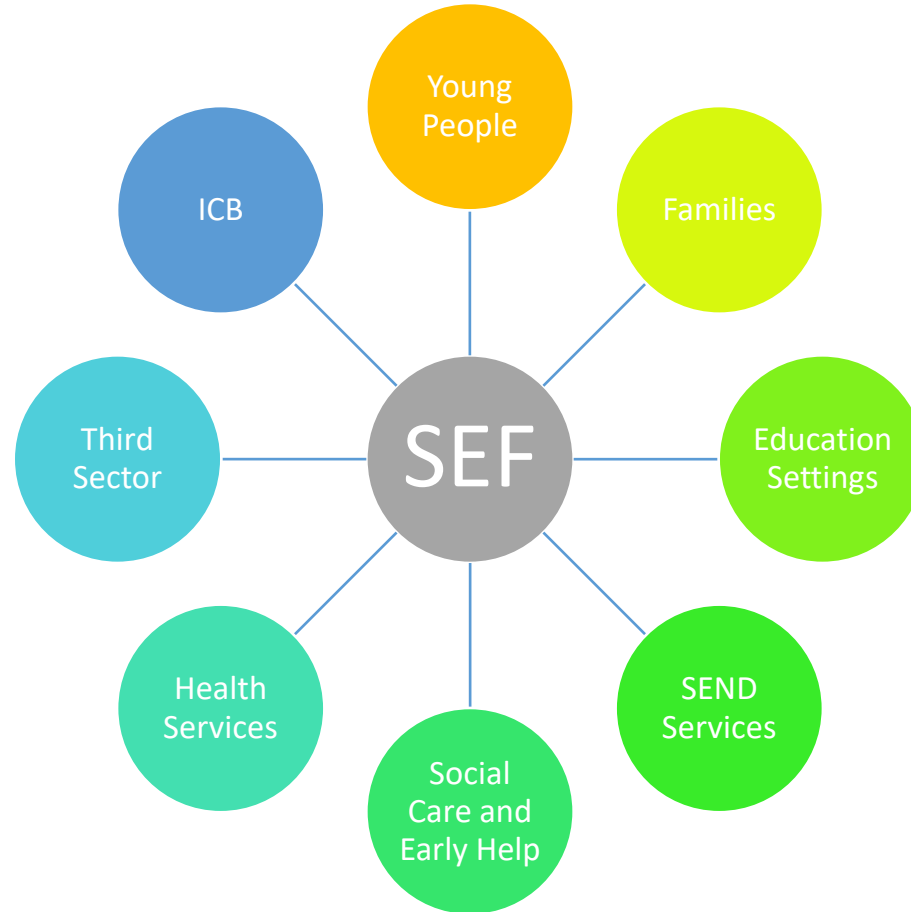 Young
People
ICB
Families
SEF
Third
Sector
Education
Settings
Health
Services
SEND
Services
Social
Care and
Early Help